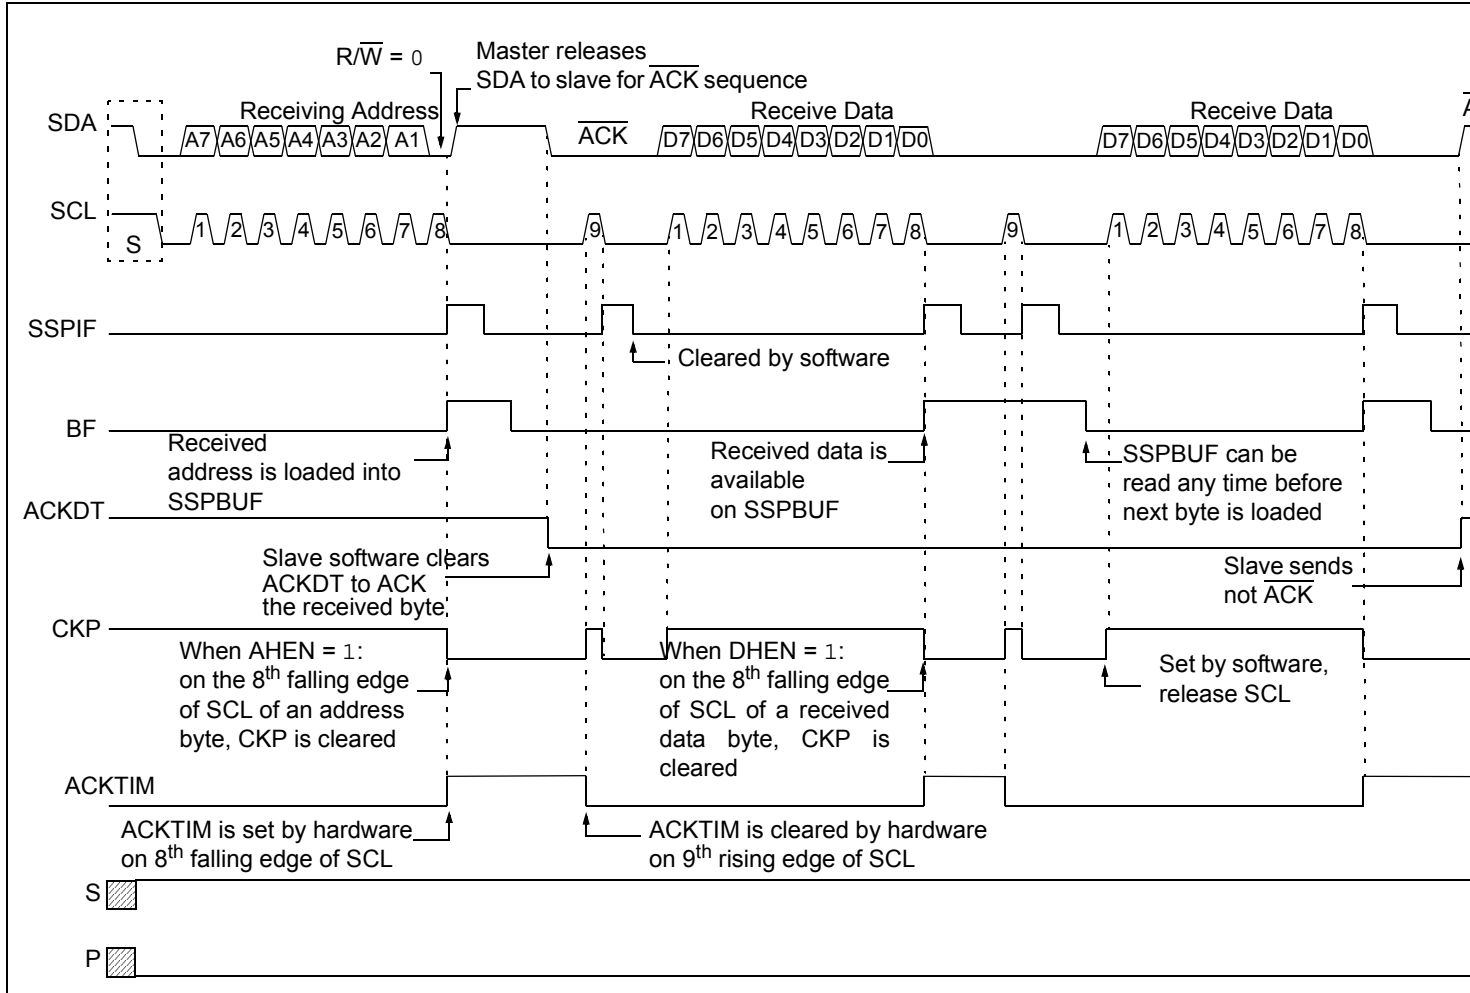 R/W = 0
Master releases
SDA to slave for ACK sequence
SDA
Receiving Address
ACK
Receive Data
Receive Data
A
A7 A6 A5 A4 A3 A2 A1
D7 D6 D5 D4 D3 D2 D1 D0
D7 D6 D5 D4 D3 D2 D1 D0
SCL
S
1 2 3 4 5 6 7 8
9
1 2 3 4 5 6 7 8
9
1 2 3 4 5 6 7 8
SSPIF
Cleared by software
BF
Received
address is loaded into
SSPBUF
Received data is
available
on SSPBUF
SSPBUF can be
read any time before
next byte is loaded
ACKDT
Slave software clears
ACKDT to ACK
the received byte
Slave sends
not ACK
CKP
When AHEN = 1:
on the 8th falling edge
of SCL of an address
byte, CKP is cleared
When DHEN = 1:
on the 8th falling edge
of SCL of a received
data byte, CKP is
cleared
Set by software,
release SCL
ACKTIM
ACKTIM is set by hardware
on 8th falling edge of SCL
ACKTIM is cleared by hardware
on 9th rising edge of SCL
S
P